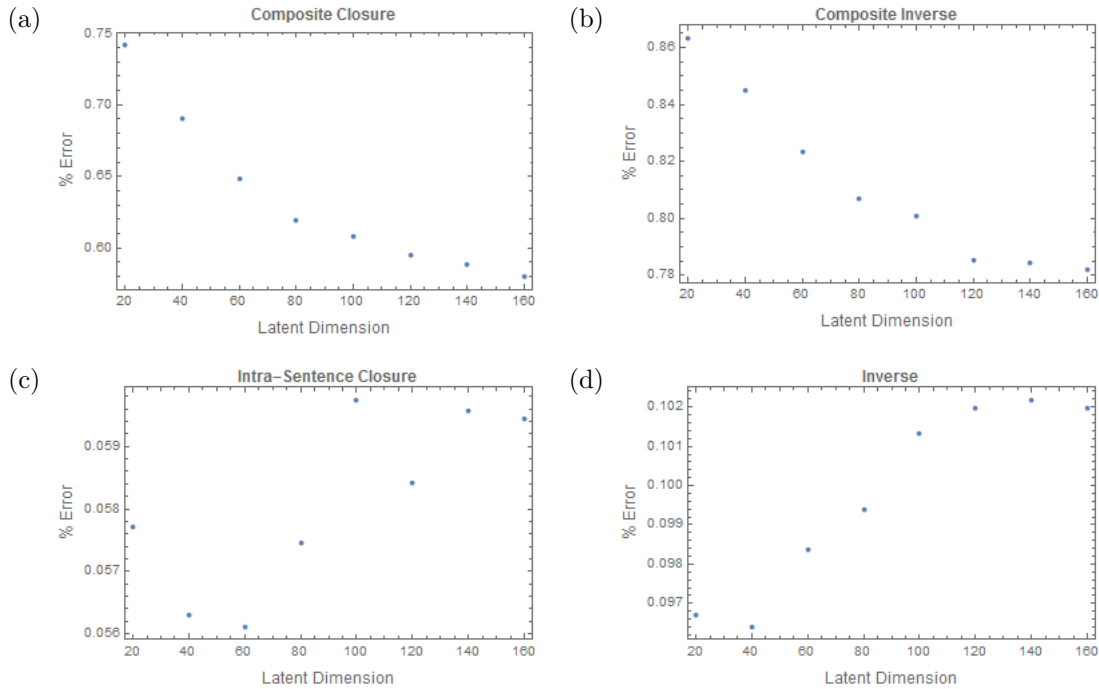 (a)
Composite Closure
0.75
0.70
0.65
0.60
% Error
20 40 60 80 100 120 140 160
Latent Dimension
(b)
Composite Inverse
0.86
0.84
0.82
0.80
0.78
% Error
20 40 60 80 100 120 140 160
Latent Dimension
(c)
Intra-Sentence Closure
0.059
0.058
0.057
0.056
% Error
20 40 60 80 100 120 140 160
Latent Dimension
(d)
Inverse
0.102
0.101
0.100
0.099
0.098
0.097
% Error
20 40 60 80 100 120 140 160
Latent Dimension